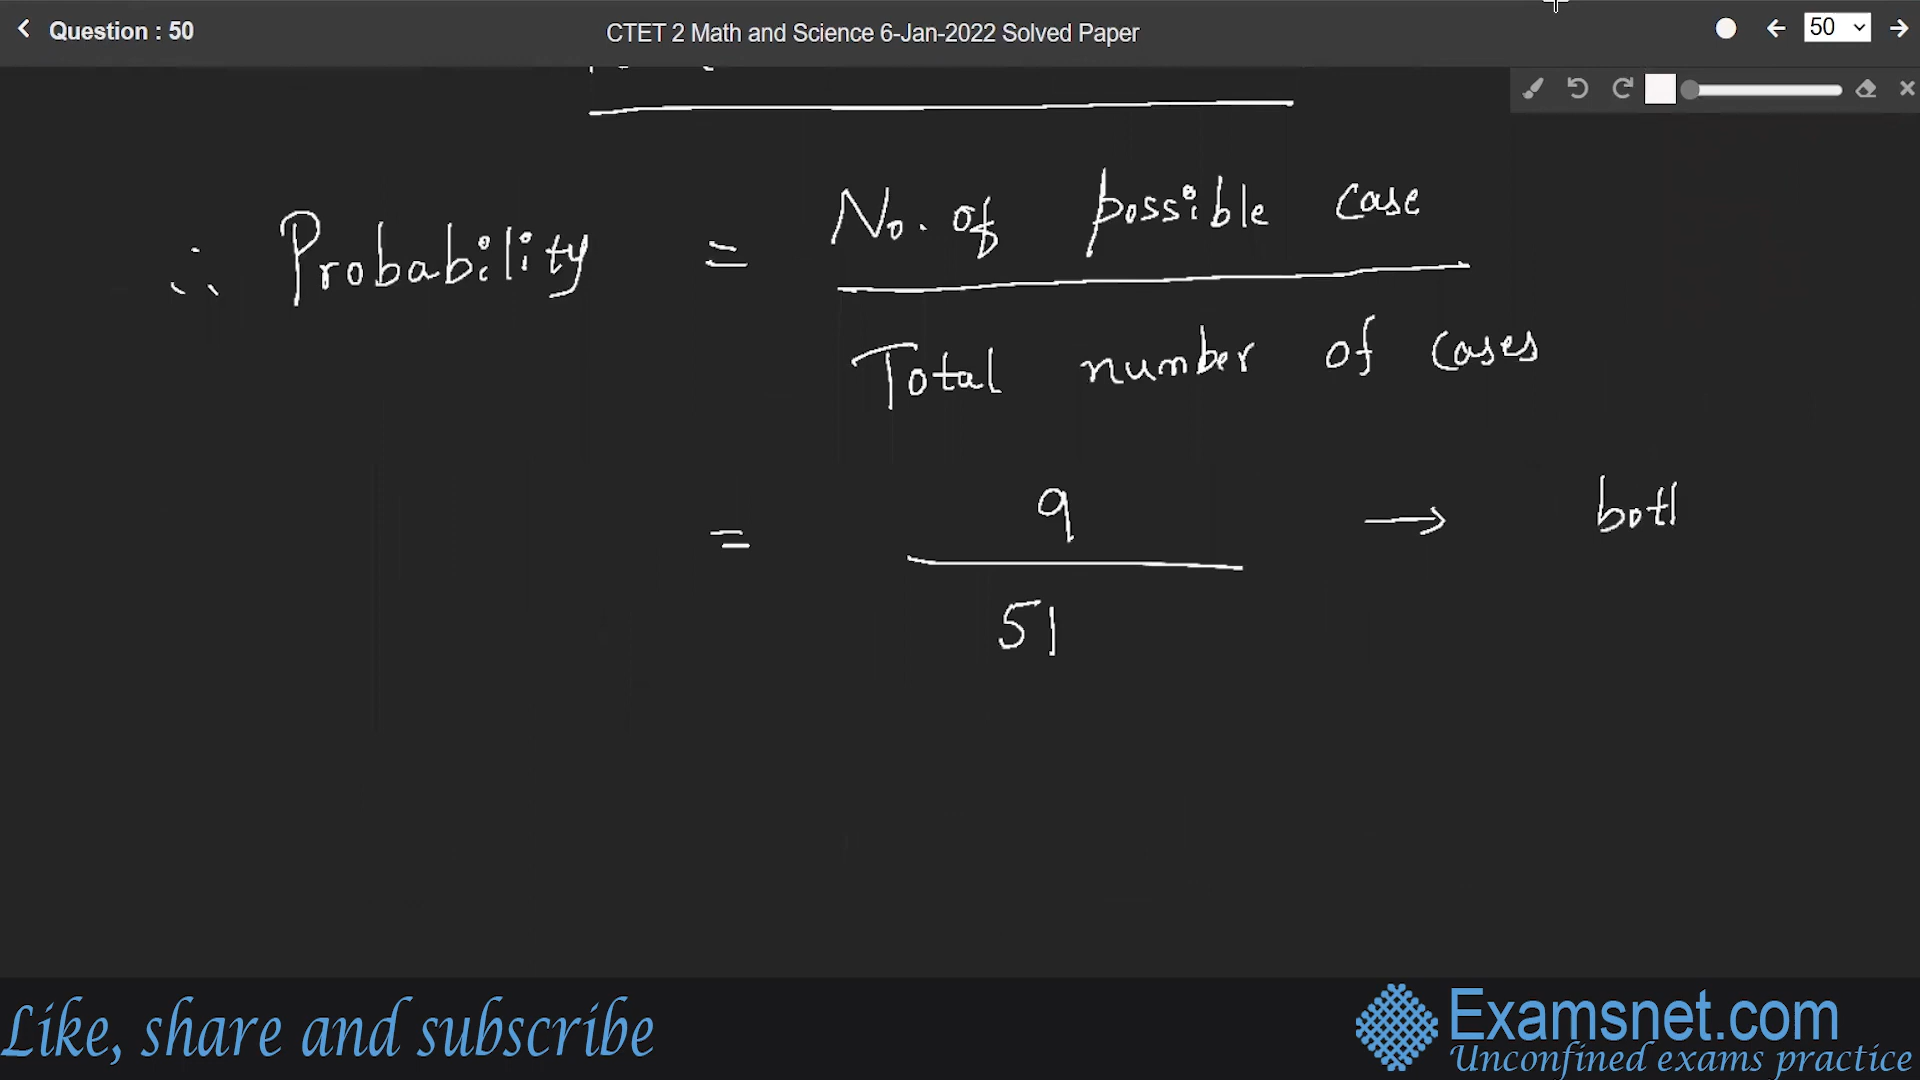 Question : 50
CTET 2 Math and Science 6-Jan-2022 Solved Paper
50
∴ Probability = No. of possible case
Total number of cases
= 9 → both
51
Like, share and subscribe
Examsnet.com
Unconfined exams practice